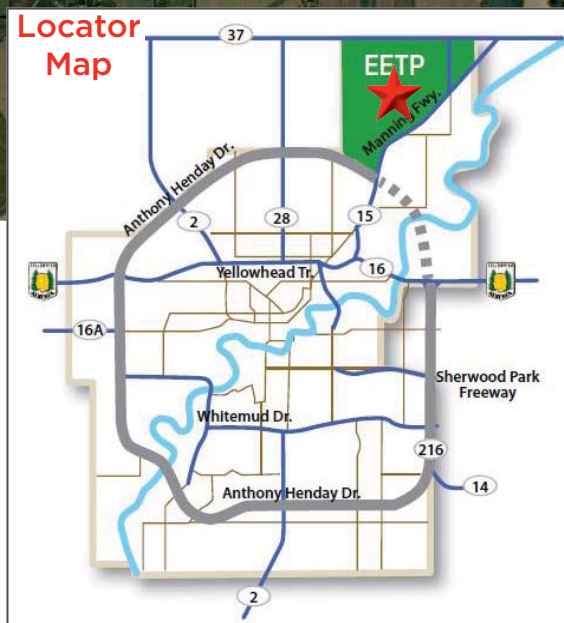 Locator
Map
37
EETP
Manning Fwy.
Anthony Henday Dr.
2
28
15
Yellowhead Tr.
16
16A
Sherwood Park
Freeway
Whitemud Dr.
216
Anthony Henday Dr.
14
2